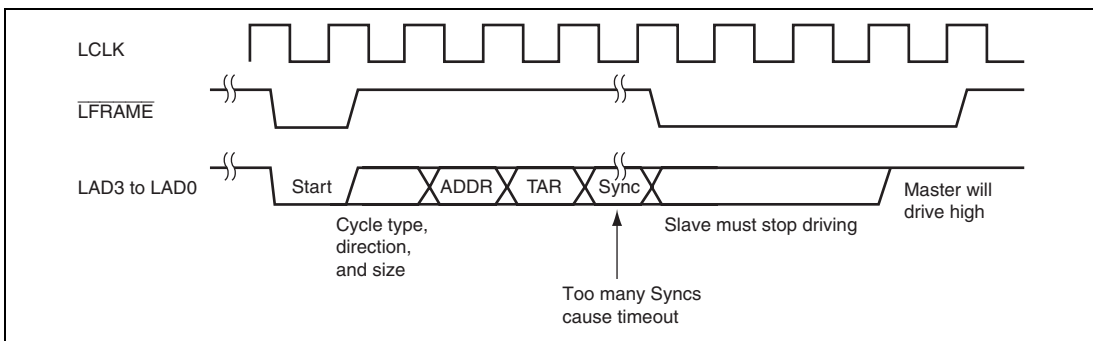 LCLK
LFRAME
LAD3 to LAD0
Start
ADDR
TAR
Sync
Cycle type,
direction,
and size
Slave must stop driving
Master will
drive high
Too many Syncs
cause timeout